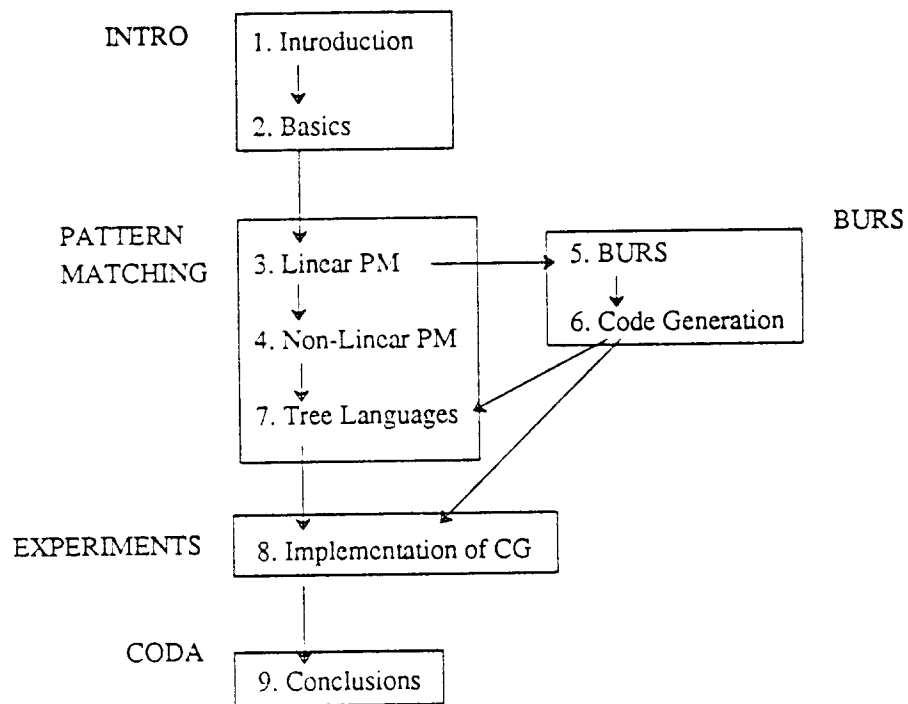 INTRO
1. Introduction
2. Basics
PATTERN
MATCHING
3. Linear PM
4. Non-Linear PM
7. Tree Languages
BURS
5. BURS
6. Code Generation
EXPERIMENTS
8. Implementation of CG
CODA
9. Conclusions